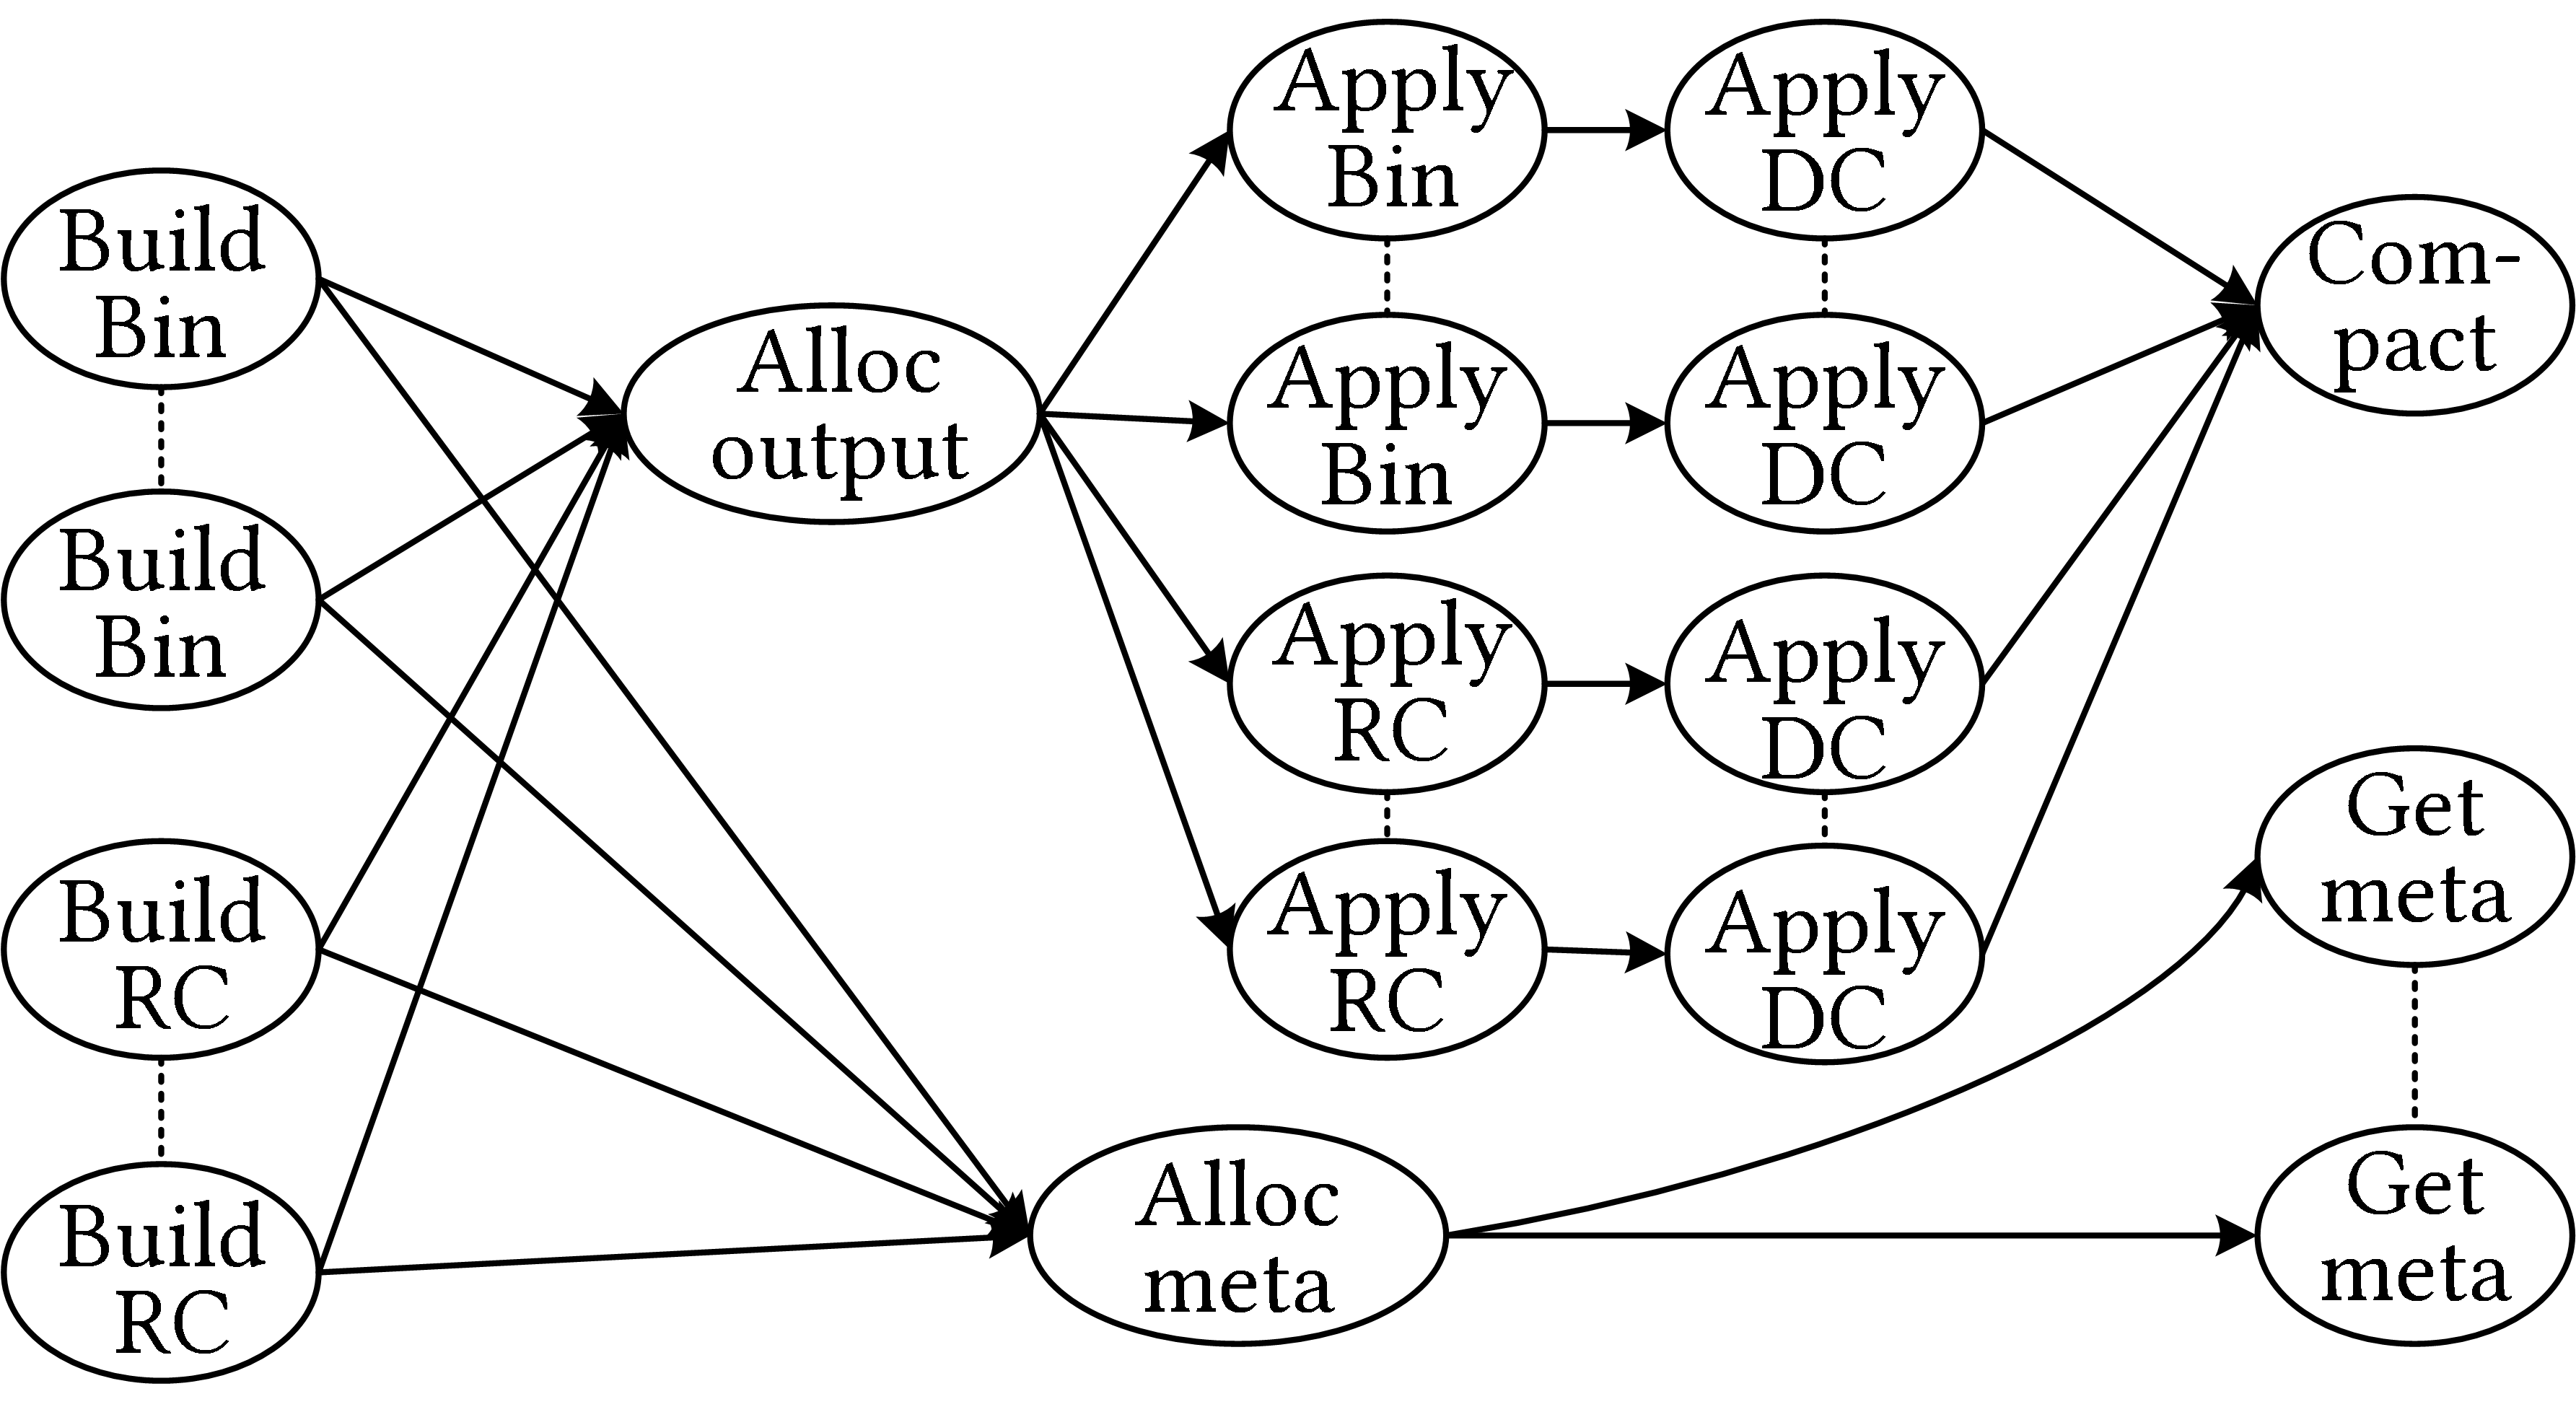 Build
Bin
Build
Bin
Build
RC
Build
RC
Alloc
output
Alloc
meta
Apply
Bin
Apply
Bin
Apply
RC
Apply
RC
Apply
DC
Apply
DC
Apply
DC
Apply
DC
Com-
pact
Get
meta
Get
meta